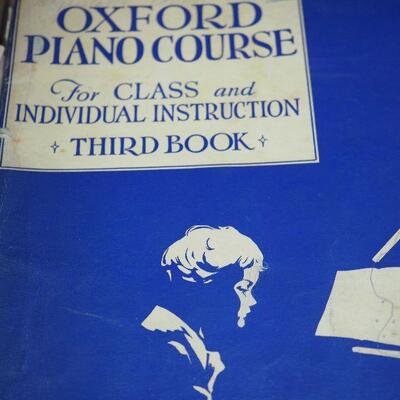 OXFORD
PIANO COURSE
For CLASS and
INDIVIDUAL INSTRUCTION
THIRD BOOK